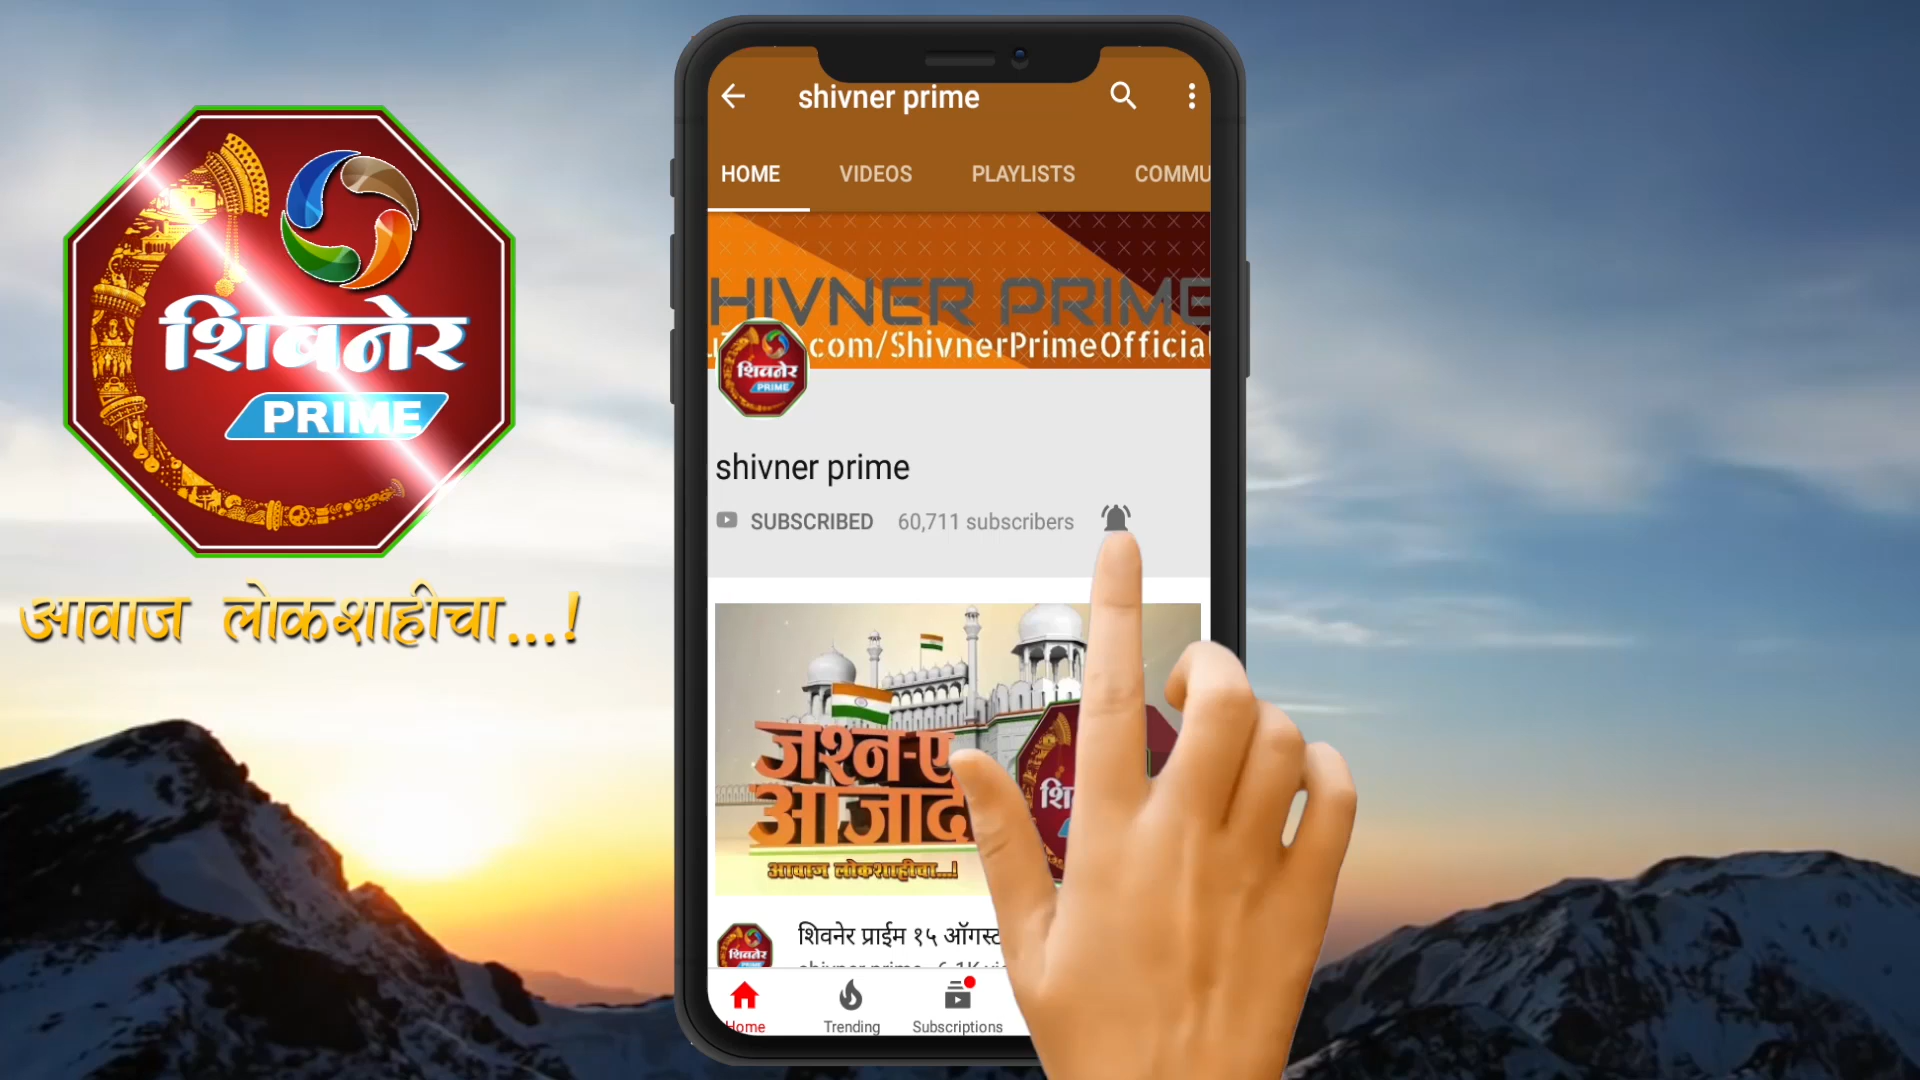 शिवनेर
PRIME
आवाज लोकशाहीचा...!
shivner prime
HOME VIDEOS PLAYLISTS COMMU
HIVNER PRIME
com/ShivnerPrimeOfficial
शिवनेर
PRIME
shivner prime
SUBSCRIBED 60,711 subscribers
जश्न-ए
आजाद
शि
आवाज लोकशाहीचा...!
शिवनेर प्राईम १५ ऑगस्ट
शिवनेर
Home Trending Subscriptions